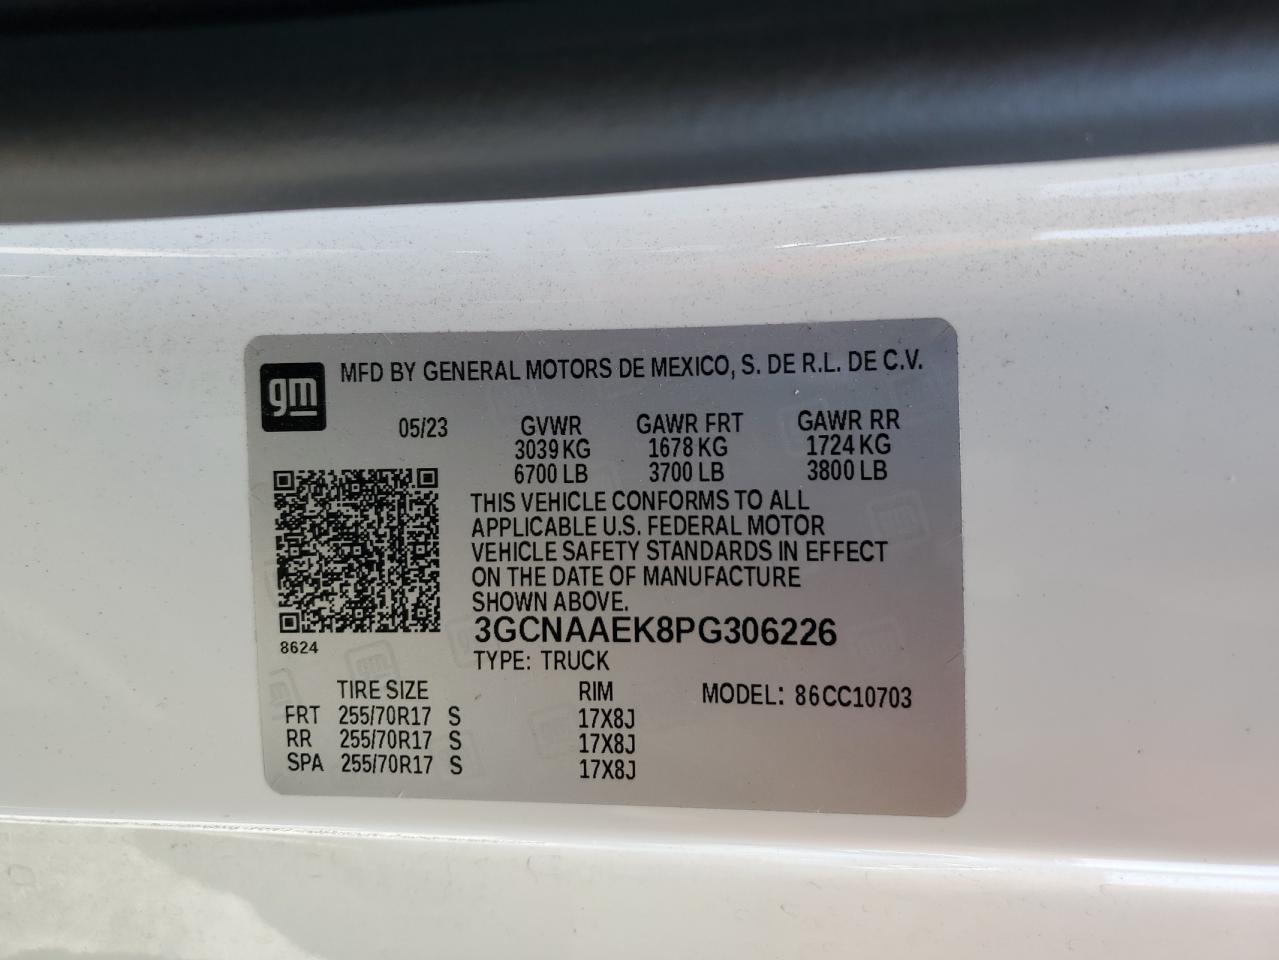 gm
MFD BY GENERAL MOTORS DE MEXICO, S. DE R.L. DE C.V.
05/23 GVWR GAWR FRT GAWR RR
3039 KG 1678 KG 1724 KG
6700 LB 3700 LB 3800 LB
THIS VEHICLE CONFORMS TO ALL
APPLICABLE U.S. FEDERAL MOTOR
VEHICLE SAFETY STANDARDS IN EFFECT
ON THE DATE OF MANUFACTURE
SHOWN ABOVE.
3GCNAAEK8PG306226
8624
TYPE: TRUCK
TIRE SIZE RIM MODEL: 86CC10703
FRT 255/70R17 S 17X8J
RR 255/70R17 S 17X8J
SPA 255/70R17 S 17X8J